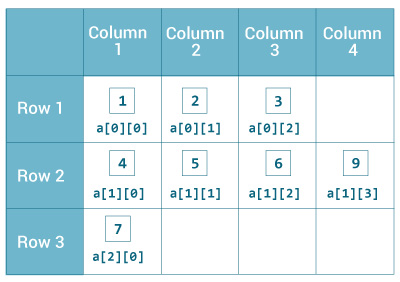 Column 1 Column 2 Column 3 Column 4
Row 1 1 2 3
a[0][0] a[0][1] a[0][2]
Row 2 4 5 6 9
a[1][0] a[1][1] a[1][2] a[1][3]
Row 3 7
a[2][0]